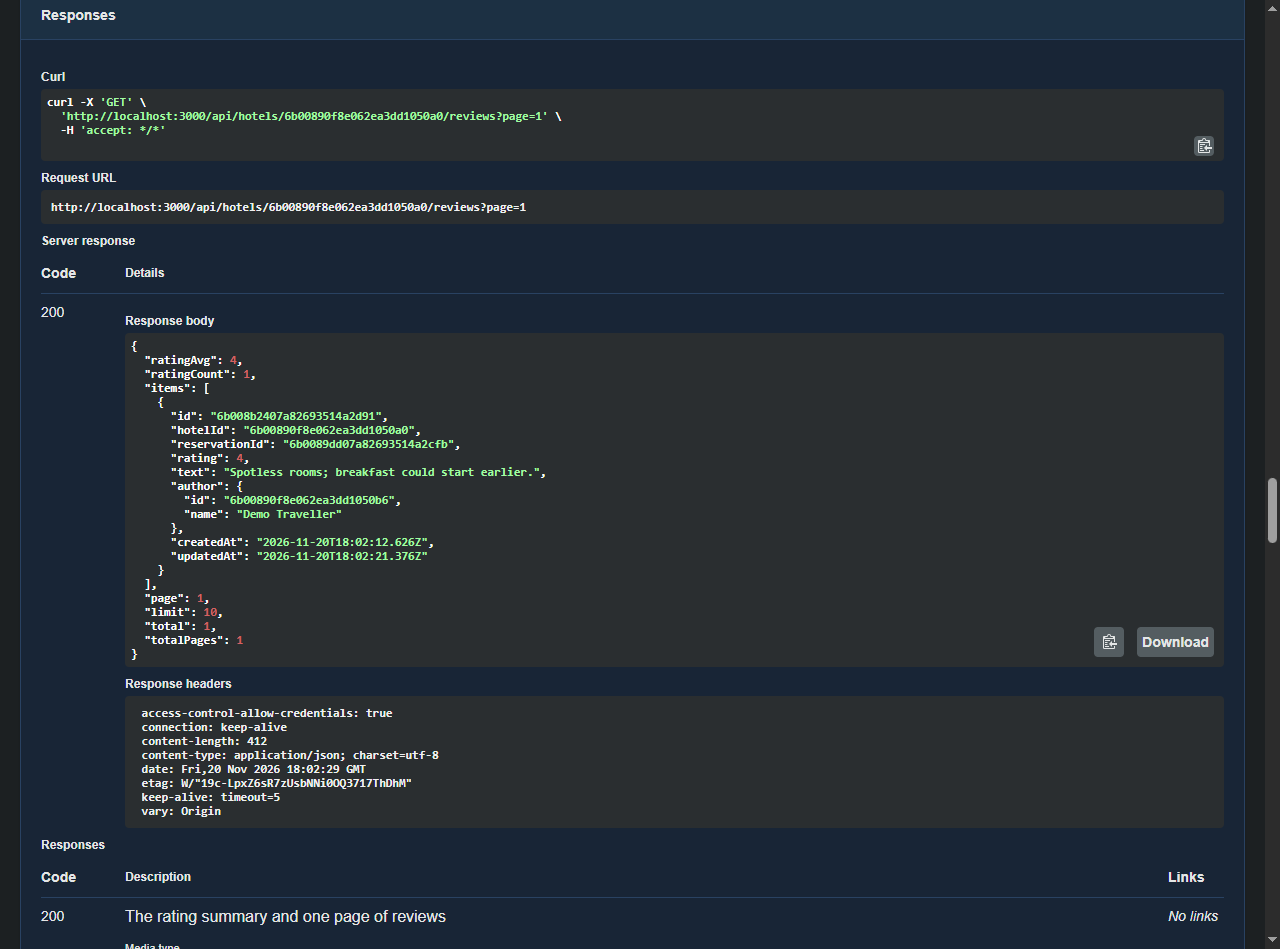 Responses
Curl
curl -X 'GET' \
'http://localhost:3000/api/hotels/6b00890f8e062ea3dd1050a0/reviews?page=1' \
-H 'accept: */*'
Request URL
http://localhost:3000/api/hotels/6b00890f8e062ea3dd1050a0/reviews?page=1
Server response
Code Details
200
Response body
{
"ratingAvg": 4,
"ratingCount": 1,
"items": [
{
"id": "6b008b2407a82693514a2d91",
"hotelId": "6b00890f8e062ea3dd1050a0",
"reservationId": "6b0089dd07a82693514a2cfb",
"rating": 4,
"text": "Spotless rooms; breakfast could start earlier.",
"author": {
"id": "6b00890f8e062ea3dd1050b6",
"name": "Demo Traveller"
},
"createdAt": "2026-11-20T18:02:12.626Z",
"updatedAt": "2026-11-20T18:02:21.376Z"
}
],
"page": 1,
"limit": 10,
"total": 1,
"totalPages": 1
}
Download
Response headers
access-control-allow-credentials: true
connection: keep-alive
content-length: 412
content-type: application/json; charset=utf-8
date: Fri,20 Nov 2026 18:02:29 GMT
etag: W/"19c-LpxZ6sR7zUsbNNi0OQ3717ThDhM"
keep-alive: timeout=5
vary: Origin
Responses
Code Description Links
200 The rating summary and one page of reviews No links
Media type